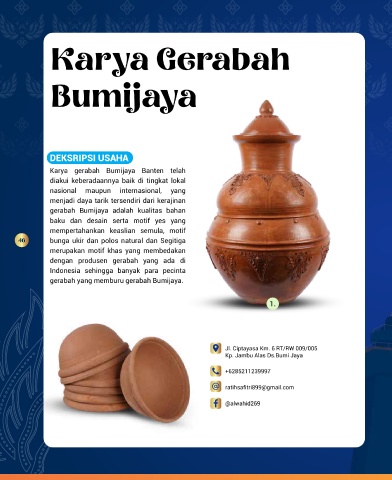 Karya Gerabah
Bumijaya
DEKSRIPSI USAHA
Karya gerabah Bumijaya Banten telah
diakui keberadaannya baik di tingkat lokal
nasional maupun internasional, yang
menjadi daya tarik tersendiri dari kerajinan
gerabah Bumijaya adalah kualitas bahan
baku dan desain serta motif yes yang
mempertahankan keaslian semula, motif
bunga ukir dan polos natural dan Segitiga
merupakan motif khas yang membedakan
dengan produsen gerabah yang ada di
Indonesia sehingga banyak para pecinta
gerabah yang memburu gerabah Bumijaya.
46
1.
Jl. Ciptayasa Km. 6 RT/RW 009/005
Kp. Jambu Alas Ds.Bumi Jaya
+6285211239997
ratihsafitri899@gmail.com
@alwahid269